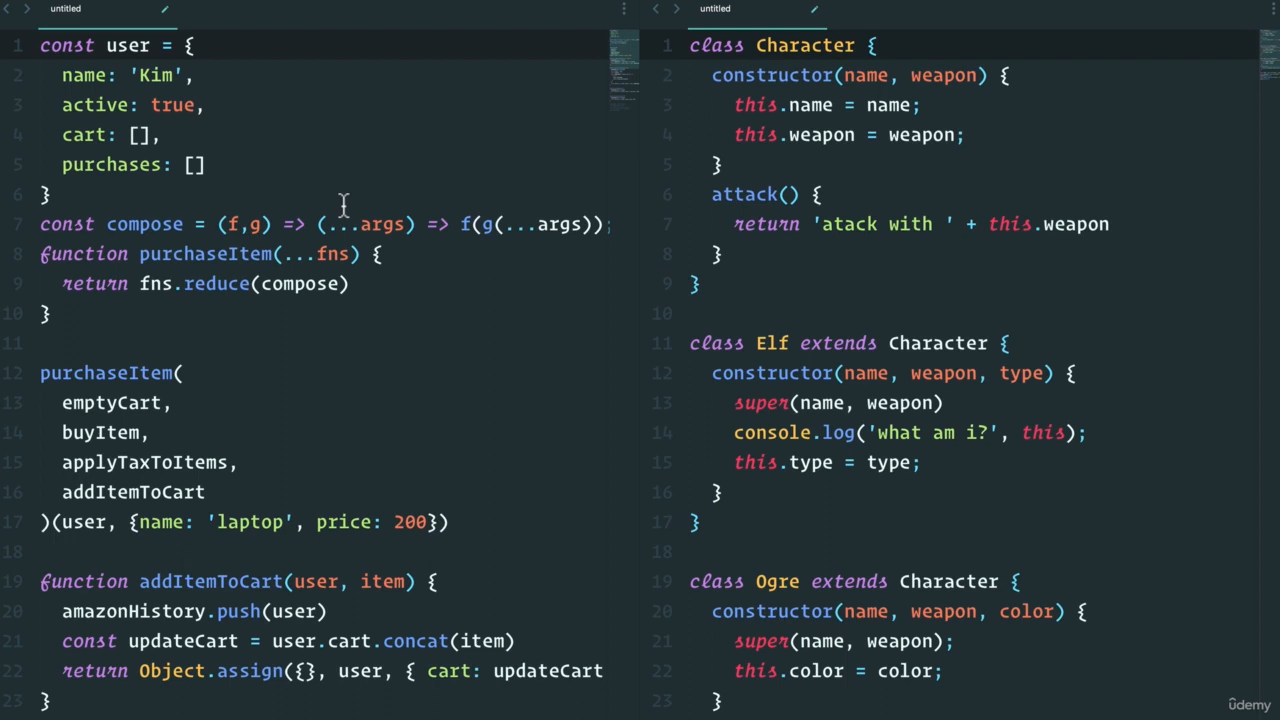 untitled
1 const user = {
2 name: 'Kim',
3 active: true,
4 cart: [],
5 purchases: []
6 }
7 const compose = (f,g) => (...args) => f(g(...args));
8 function purchaseItem(...fns) {
9 return fns.reduce(compose)
10 }
11
12 purchaseItem(
13 emptyCart,
14 buyItem,
15 applyTaxToItems,
16 addItemToCart
17 )(user, {name: 'laptop', price: 200})
18
19 function addItemToCart(user, item) {
20 amazonHistory.push(user)
21 const updateCart = user.cart.concat(item)
22 return Object.assign({}, user, { cart: updateCart
23 }
untitled
1 class Character {
2 constructor(name, weapon) {
3 this.name = name;
4 this.weapon = weapon;
5 }
6 attack() {
7 return 'atack with ' + this.weapon
8 }
9 }
10
11 class Elf extends Character {
12 constructor(name, weapon, type) {
13 super(name, weapon)
14 console.log('what am i?', this);
15 this.type = type;
16 }
17 }
18
19 class Ogre extends Character {
20 constructor(name, weapon, color) {
21 super(name, weapon);
22 this.color = color;
23 }
ûdemy